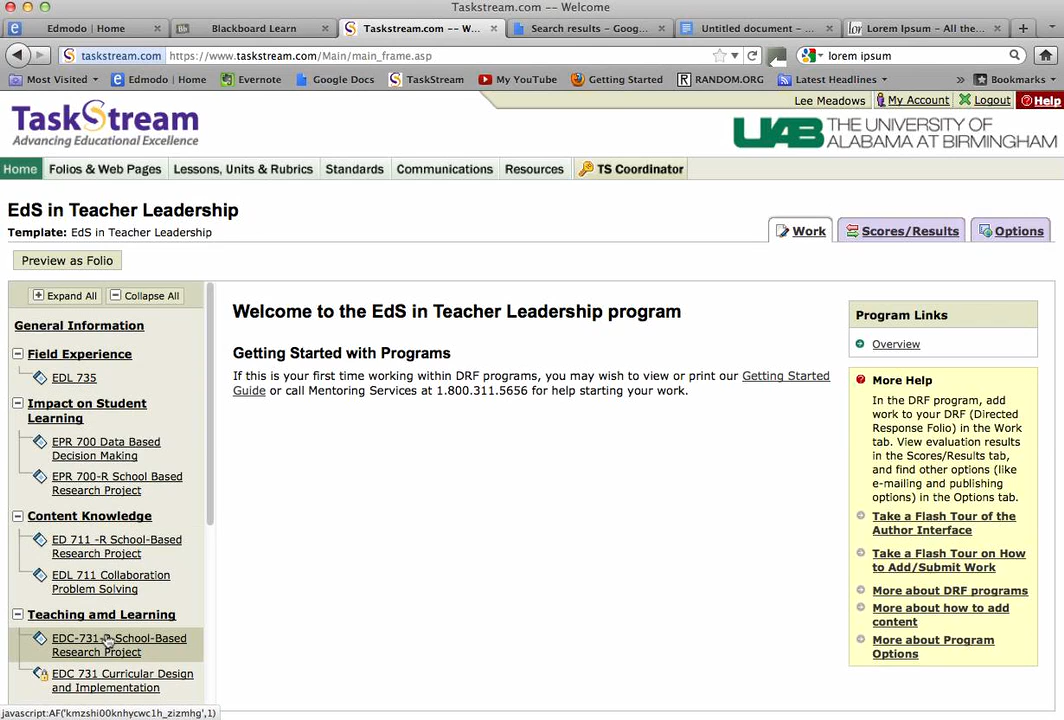 Taskstream.com — Welcome
Edmodo | Home
Blackboard Learn
Taskstream.com -- W...
Search results – Goog...
Untitled document – ...
Lorem Ipsum - All the...
taskstream.com
https://www.taskstream.com/Main/main_frame.asp
lorem ipsum
Most Visited
Edmodo | Home
Evernote
Google Docs
TaskStream
My YouTube
Getting Started
RANDOM.ORG
Latest Headlines
Bookmarks
Lee Meadows
My Account
Logout
Help
TaskStream
Advancing Educational Excellence
UAB THE UNIVERSITY OF
ALABAMA AT BIRMINGHAM
Home
Folios & Web Pages
Lessons, Units & Rubrics
Standards
Communications
Resources
TS Coordinator
EdS in Teacher Leadership
Template: EdS in Teacher Leadership
Work
Scores/Results
Options
Preview as Folio
Expand All
Collapse All
General Information
Field Experience
EDL 735
Impact on Student
Learning
EPR 700 Data Based
Decision Making
EPR 700-R School Based
Research Project
Content Knowledge
ED 711 -R School-Based
Research Project
EDL 711 Collaboration
Problem Solving
Teaching amd Learning
School-Based
Research Project
EDC 731 Curricular Design
and Implementation
Welcome to the EdS in Teacher Leadership program
Getting Started with Programs
If this is your first time working within DRF programs, you may wish to view or print our Getting Started
Guide or call Mentoring Services at 1.800.311.5656 for help starting your work.
Program Links
Overview
More Help
In the DRF program, add
work to your DRF (Directed
Response Folio) in the Work
tab. View evaluation results
in the Scores/Results tab,
and find other options (like
e-mailing and publishing
options) in the Options tab.
Take a Flash Tour of the
Author Interface
Take a Flash Tour on How
to Add/Submit Work
More about DRF programs
More about how to add
content
More about Program
Options
javascript:AF('kmzshi00knhycwc1h_zizmhg',1)